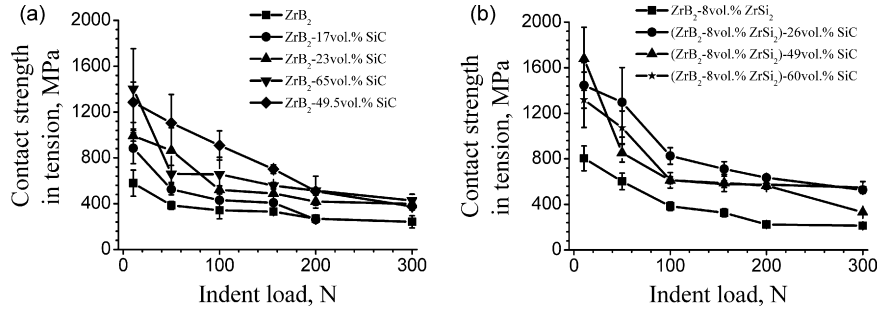 (a)
2000
1600
1200
800
400
0
Contact strength
in tension, MPa
ZrB₂
ZrB₂-17vol.% SiC
ZrB₂-23vol.% SiC
ZrB₂-65vol.% SiC
ZrB₂-49.5vol.% SiC
0 100 200 300
Indent load, N
(b)
2000
1600
1200
800
400
0
Contact strength
in tension, MPa
ZrB₂-8vol.% ZrSi₂
(ZrB₂-8vol.% ZrSi₂)-26vol% SiC
(ZrB₂-8vol.% ZrSi₂)-49vol% SiC
(ZrB₂-8vol.% ZrSi₂)-60vol% SiC
0 100 200 300
Indent load, N